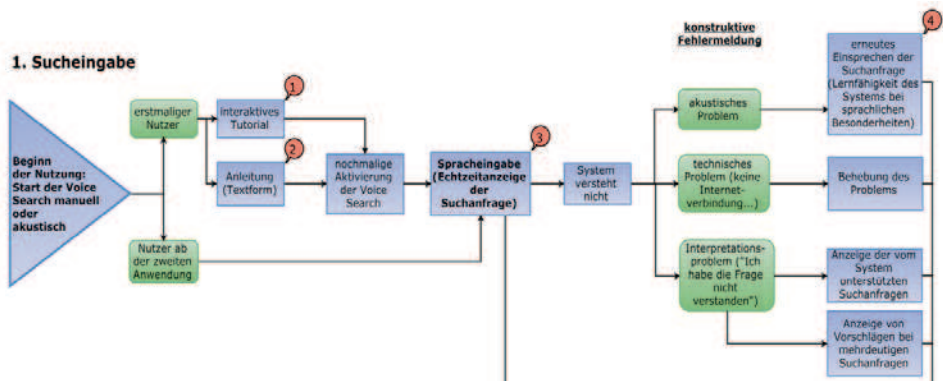 1. Sucheingabe
Beginn
der Nutzung:
Start der Voice
Search manuell
oder
akustisch
erstmaliger
Nutzer
Nutzer ab
der zweiten
Anwendung
1
interaktives
Tutorial
2
Anleitung
(Textform)
nochmalige
Aktivierung
der Voice
Search
3
Spracheingabe
(Echtzeitanzeige
der
Suchanfrage)
System
versteht
nicht
konstruktive
Fehlermeldung
akustisches
Problem
technisches
Problem (keine
Internet-
verbindung...)
Interpretations-
problem ("Ich
habe die Frage
nicht
verstanden")
4
erneutes
Einsprechen der
Suchanfrage
(Lernfähigkeit des
Systems bei
sprachlichen
Besonderheiten)
Behebung des
Problems
Anzeige der vom
System
unterstützten
Suchanfragen
Anzeige von
Vorschlägen bei
mehrdeutigen
Suchanfragen